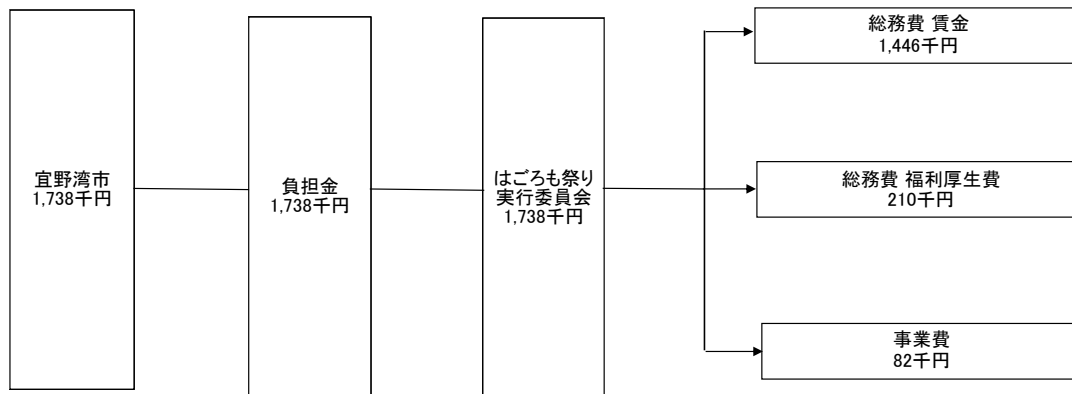 宜野湾市
1,738千円
負担金
1,738千円
はごろも祭り
実行委員会
1,738千円
総務費 賃金
1,446千円
総務費 福利厚生費
210千円
事業費
82千円